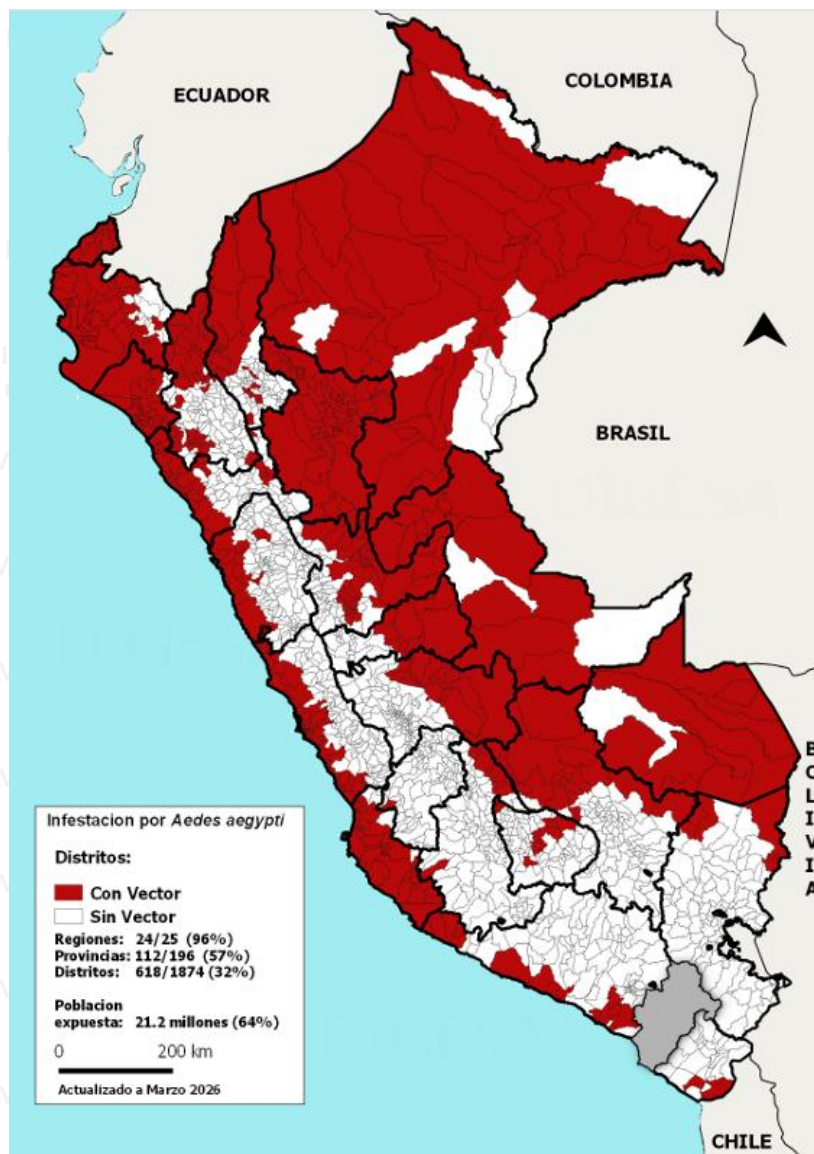 ECUADOR
COLOMBIA
BRASIL
BOLIVIA
CHILE
Infestacion por Aedes aegypti
Distritos:
Con Vector
Sin Vector
Regiones: 24/25 (96%)
Provincias: 112/196 (57%)
Distritos: 618/1874 (32%)
Poblacion
expuesta: 21.2 millones (64%)
0 200 km
Actualizado a Marzo 2026